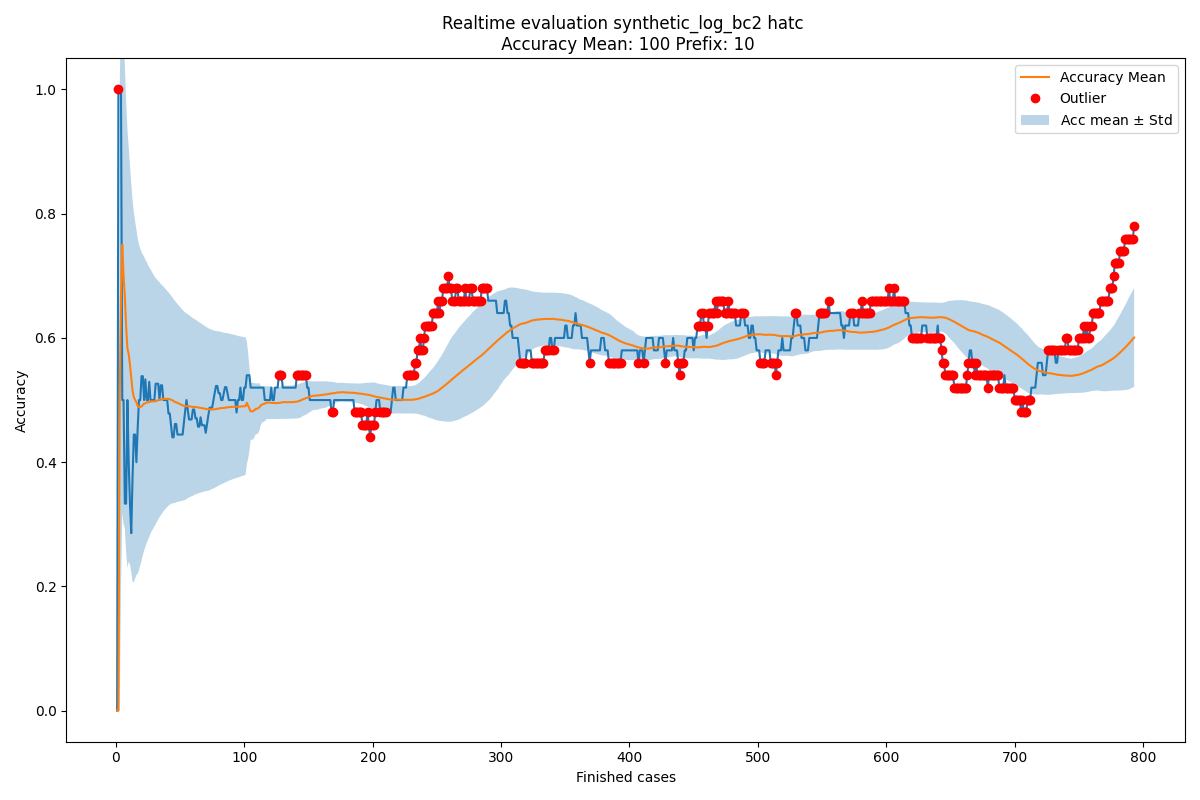 Realtime evaluation synthetic_log_bc2 hatc
Accuracy Mean: 100 Prefix: 10
Accuracy Mean
Outlier
Acc mean ± Std
1.0
0.8
0.6
0.4
0.2
0.0
Accuracy
0 100 200 300 400 500 600 700 800
Finished cases